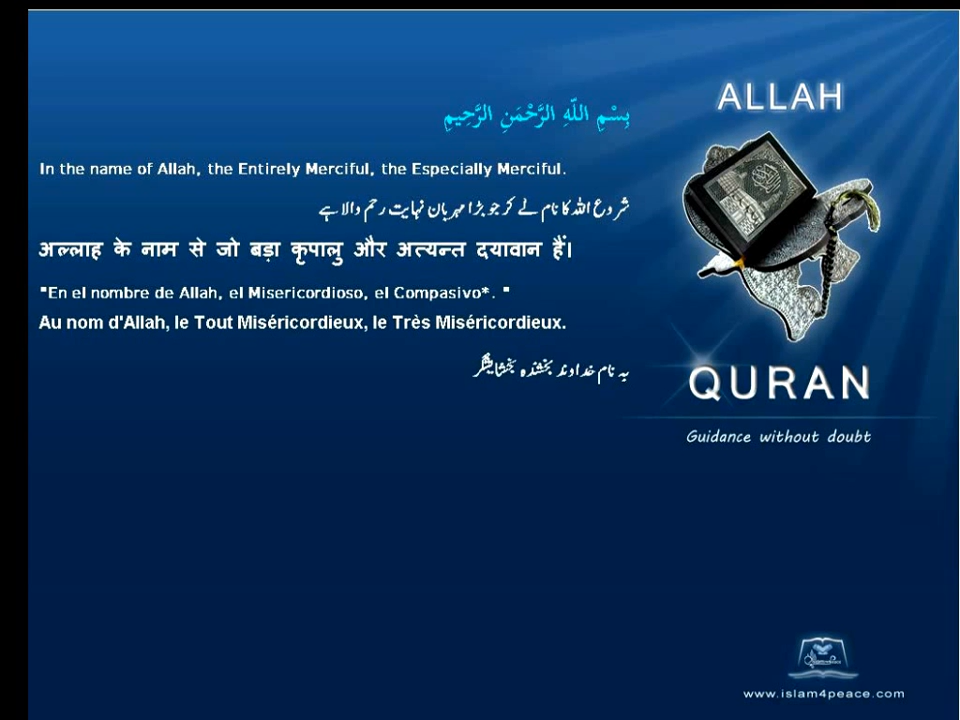 بِسْمِ اللّهِ الرَّحْمَنِ الرَّحِيمِ
In the name of Allah, the Entirely Merciful, the Especially Merciful.
شروع الله کا نام لے کر جو بڑا مہربان نہایت رحم والا ہے
अल्लाह के नाम से जो बड़ा कृपालु और अत्यन्त दयावान हैं।
"En el nombre de Allah, el Misericordioso, el Compasivo*. "
Au nom d'Allah, le Tout Miséricordieux, le Très Miséricordieux.
به نام خداوند بخشنده بخشایشگر
ALLAH
QURAN
Guidance without doubt
www.islam4peace.com